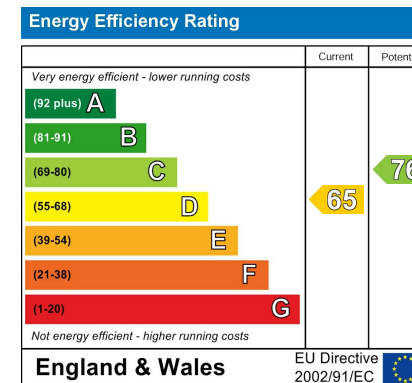 Energy Efficiency Rating
Current Potent
Very energy efficient - lower running costs
(92 plus) A
(81-91) B
(69-80) C
76
(55-68) D
65
(39-54) E
(21-38) F
(1-20) G
Not energy efficient - higher running costs
England & Wales
EU Directive
2002/91/EC